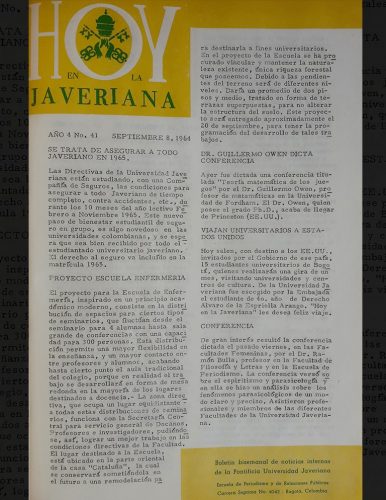 HOY
EN LA
JAVERIANA
AÑO 4 No. 41 SEPTIEMBRE 8, 1964
SE TRATA DE ASEGURAR A TODO
JAVERIANO EN 1965.
Las Directivas de la Universidad Jave
riana están estudiando, con una Com-
pañía de Seguros, las condiciones para
asegurar a todo Javeriano de tiempo
completo, contra accidentes, etc., du
rante los 10 meses del año lectivo Fe
brero a Noviembre 1965. Este nuevo
paso de bienestar estudiantil de segu
ro en grupo, es algo novedoso en las
universidades colombianas, y se espe
ra que sea bien recibido por todo el
estudiantado universitario javeriano.
El derecho al seguro va incluido en la
matrícula 1965.
PROYECTO ESCUELA ENFERMERIA
El proyecto para la Escuela de Enfer-
mería, inspirado en un principio aca-
démico moderno, consiste en la distri
bución de espacios para ciertos tipos
de seminarios, que fluctúan desde el
seminario para 4 alumnas hasta sala
grande de conferencias con una capaci
dad para 300 personas. Esta distribu-
ción permite una mayor flexibilidad en
la enseñanza, y un mayor contacto en-
tre profesores y alumnos, acabando
hasta cierto punto el aula tradicional
del colegio, porque en realidad el tra
bajo se desarrollará en forma de mesa
redonda en la mayoría de los lugares
destinados a docencia. - La zona direc
tiva, que ocupa un lugar equidistante
a todas estas distribuciones de semina
rios, funciona con la Secretaría Cen-
tral para servicio general de Decanos,
Profesores e investigadores, pudiéndo
se, así, lograr un mejor trabajo en las
condiciones directivas de la Facultad.
El lugar destinado a la Escuela,
esté ubicado en la parte oriental
de la casa "Cataluña", la cual
se conservará sometiéndola en
el futuro a una remodelación pa
ra destinarla a fines universitarios.
En el proyecto de la Escuela se ha pro
curado vincular y mantener la natura-
leza existente, única riqueza forestal
que poseemos. Debido a las pendientes
del terreno será de diferentes ni-
veles. Daría un promedio de dos pi-
sos y medio, tratado en forma de te-
rrazas superpuestas, para no alterar
la estructura del suelo. Este proyec-
to será entregado aproximadamente el
20 de septiembre, para tener la pro-
gramación del desarrollo de tales tra
bajos.
DR. GUILLERMO OWEN DICTA
CONFERENCIA
Ayer fue dictada una conferencia titu-
lada "Teoría matemática de los jue-
gos" por el Dr. Guillermo Owen, pro
fesor de matemáticas en la Universi-
dad de Fordham. El Dr. Owen, quien
posee el grado Ph.D., acaba de llegar
de Princeton (EE.UU.).
VIAJAN UNIVERSITARIOS A ESTA-
DOS UNIDOS
Hoy salen, con destino a los EE.UU.,
invitados por el Gobierno de ese país,
19 estudiantes universitarios de Bogo
tá, quienes realizarán una gira de un
mes, visitando universidades y cen-
tros de cultura. De la Universidad Ja
veriana fue escogido por la Embajada
el estudiante de 4o. año de Derecho
Alvaro de la Espriella Arango. "Hoy
en la Javeriana" les desea feliz viaje.
CONFERENCIA
De gran interés resultó la conferencia
dictada el pasado viernes, en las Fac
ultades Femeninas, por el Dr. Ra-
món Bulla, profesor en la Facultad de
Filosofía y Letras y en la Escuela de
Periodismo. La conferencia versó so
bre el espiritismo y parasicología y
en ella se hizo un análisis sobre los
fenómenos parasicológicos de un mo-
do claro y preciso. Asistieron profe-
sionales y miembros de las diferentes
Facultades de la Universidad Javeria-
na.
Boletín bisemanal de noticias internas
de la Pontificia Universidad Javeriana
Escuela de Periodismo y de Relaciones Públicas
Carrera Séptima No. 4062 - Bogotá, Colombia